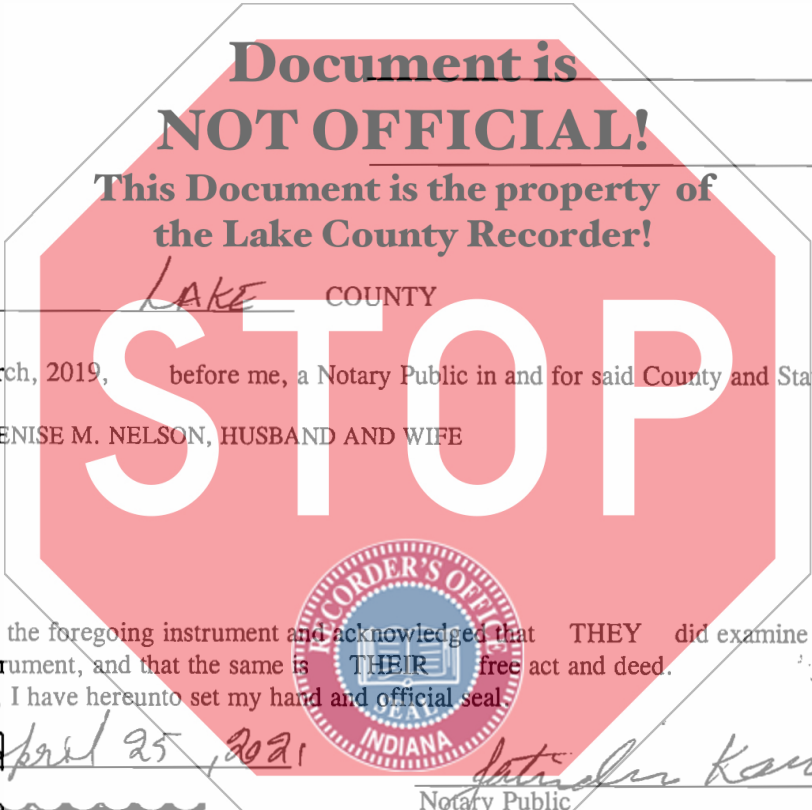 Document is
NOT OFFICIAL!
This Document is the property of
the Lake County Recorder!
LAKE COUNTY
rch, 2019, before me, a Notary Public in and for said County and Sta
ENISE M. NELSON, HUSBAND AND WIFE
STOP
RECORDER'S OFFICE
SEAL
INDIANA
the foregoing instrument and acknowledged that THEY did examine
rument, and that the same is THEIR free act and deed.
I have hereunto set my hand and official seal.
April 25, 2021
Notary Public